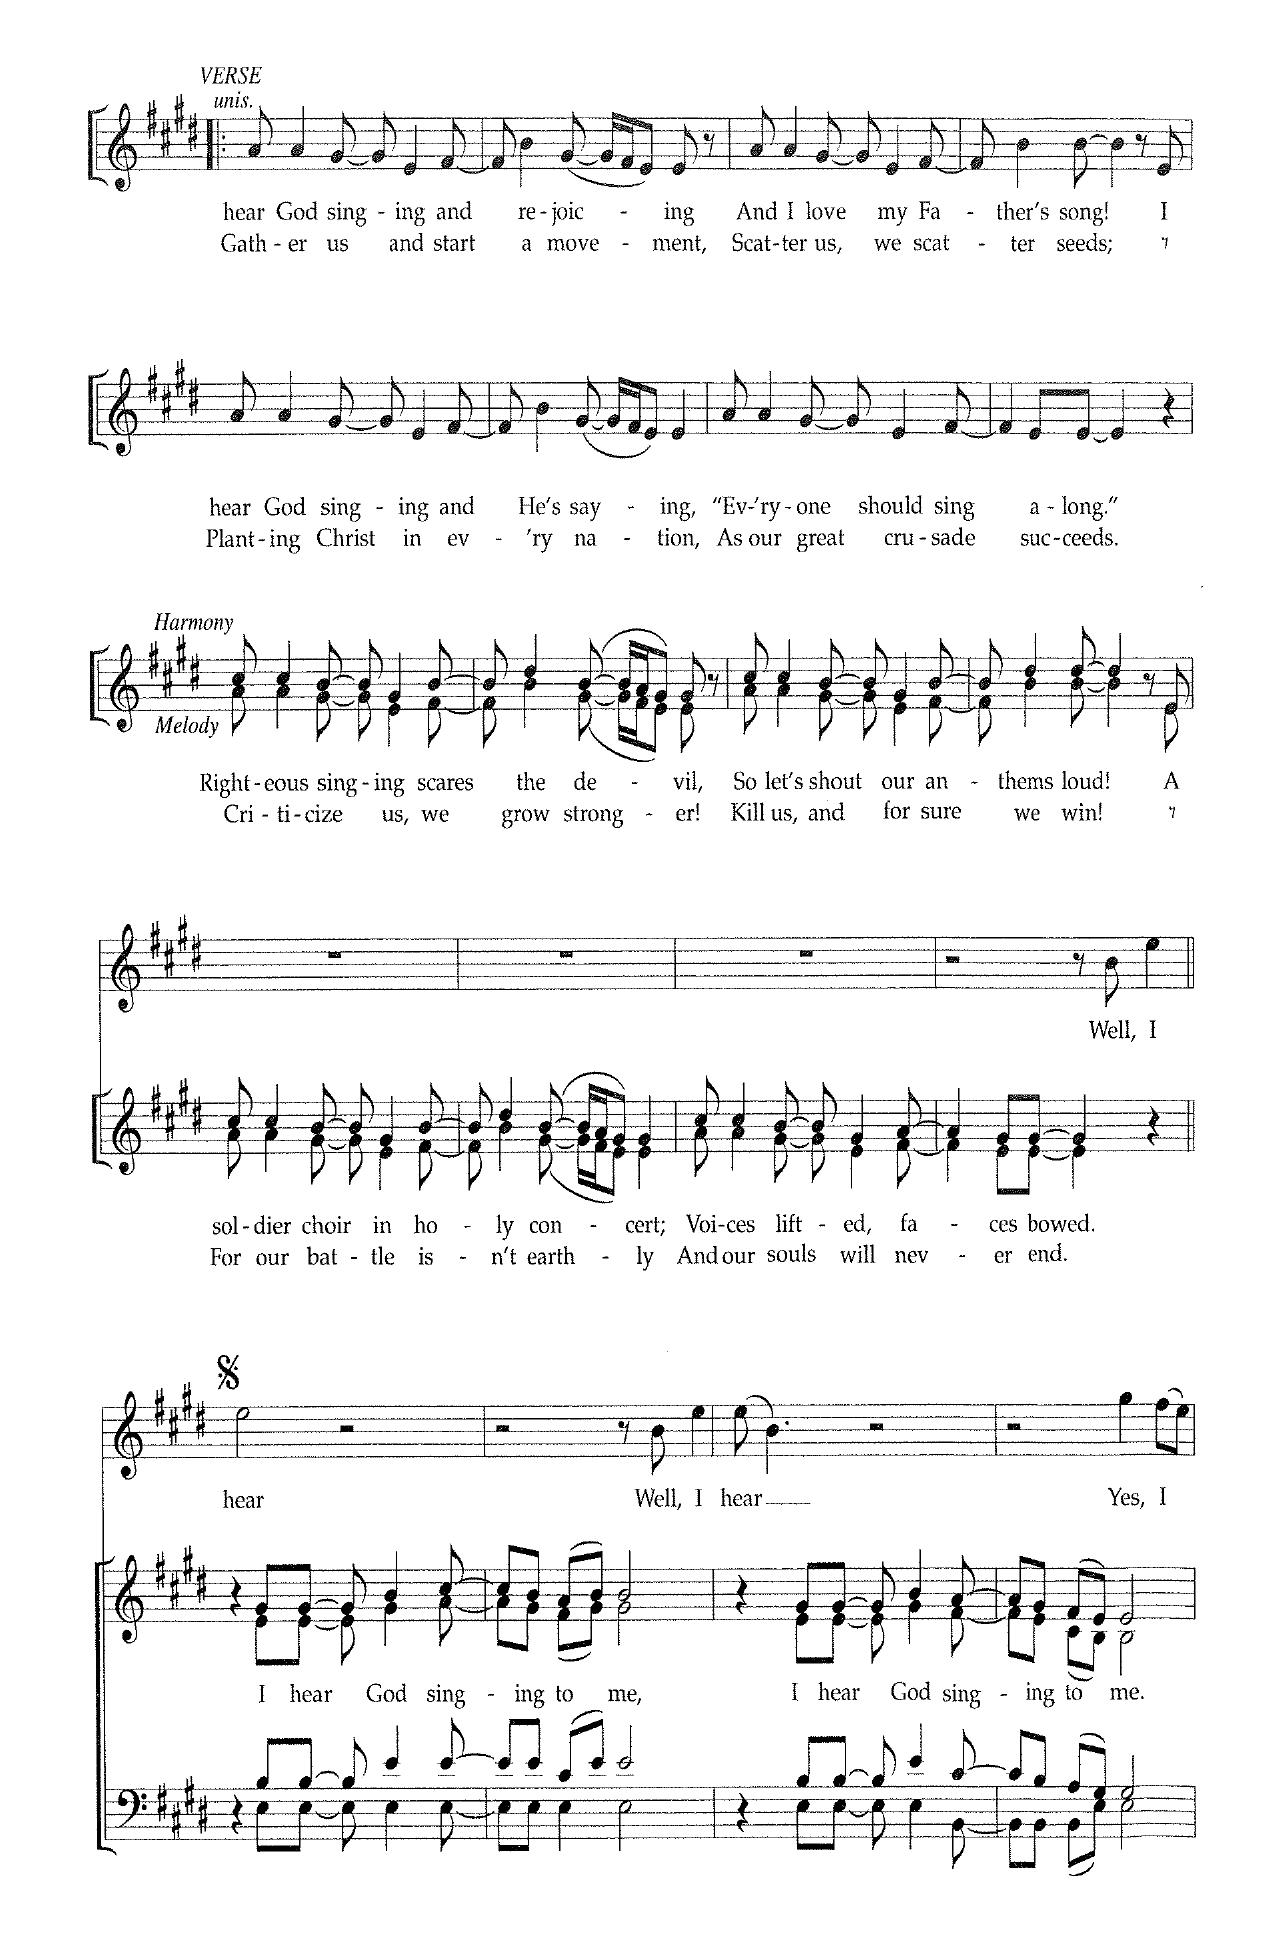 VERSE
unis.
hear God sing - ing and re - joic - ing And I love my Fa - ther's song! I
Gath - er us and start a move - ment, Scat - ter us, we scat - ter seeds;
hear God sing - ing and He's say - ing, “Ev-'ry - one should sing a - long.”
Plant - ing Christ in ev - 'ry na - tion, As our great cru - sade suc - ceeds.
Harmony
Melody
Right - eous sing - ing scares the de - vil, So let's shout our an - thems loud! A
Cri - ti - cize us, we grow strong - er! Kill us, and for sure we win!
Well, I
sol - dier choir in ho - ly con - cert; Voi - ces lift - ed, fa - ces bowed.
For our bat - tle is - n't earth - ly And our souls will nev - er end.
hear Well, I hear Yes, I
I hear God sing - ing to me, I hear God sing - ing to me.